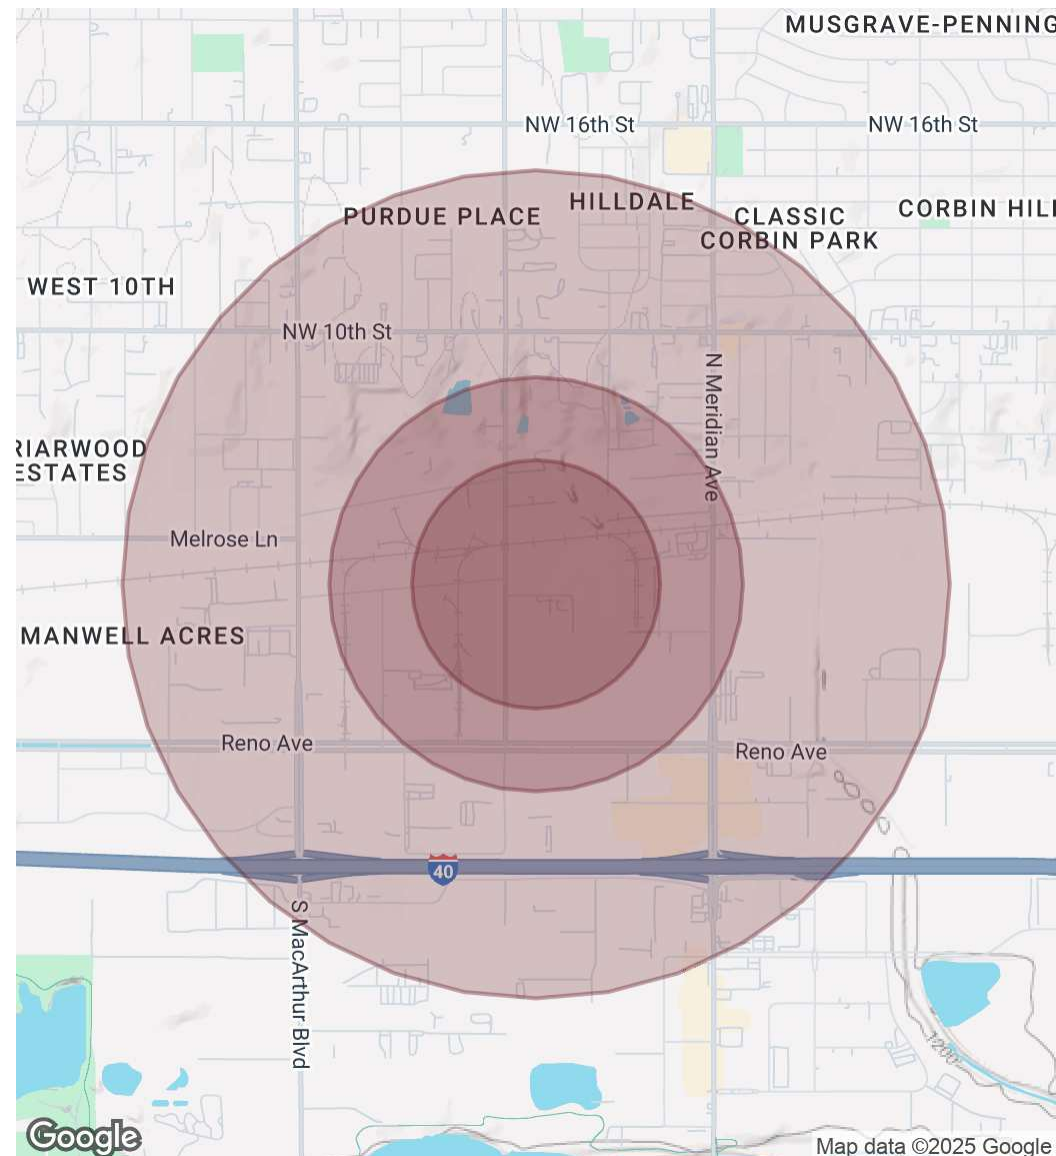 MUSGRAVE-PENNING
NW 16th St
NW 16th St
HILLDALE
PURDUE PLACE
CLASSIC
CORBIN PARK
CORBIN HILL
WEST 10TH
NW 10th St
N Meridian Ave
RIARWOOD
ESTATES
Melrose Ln
MANWELL ACRES
Reno Ave
Reno Ave
40
S MacArthur Blvd
1200
Google
Map data ©2025 Google